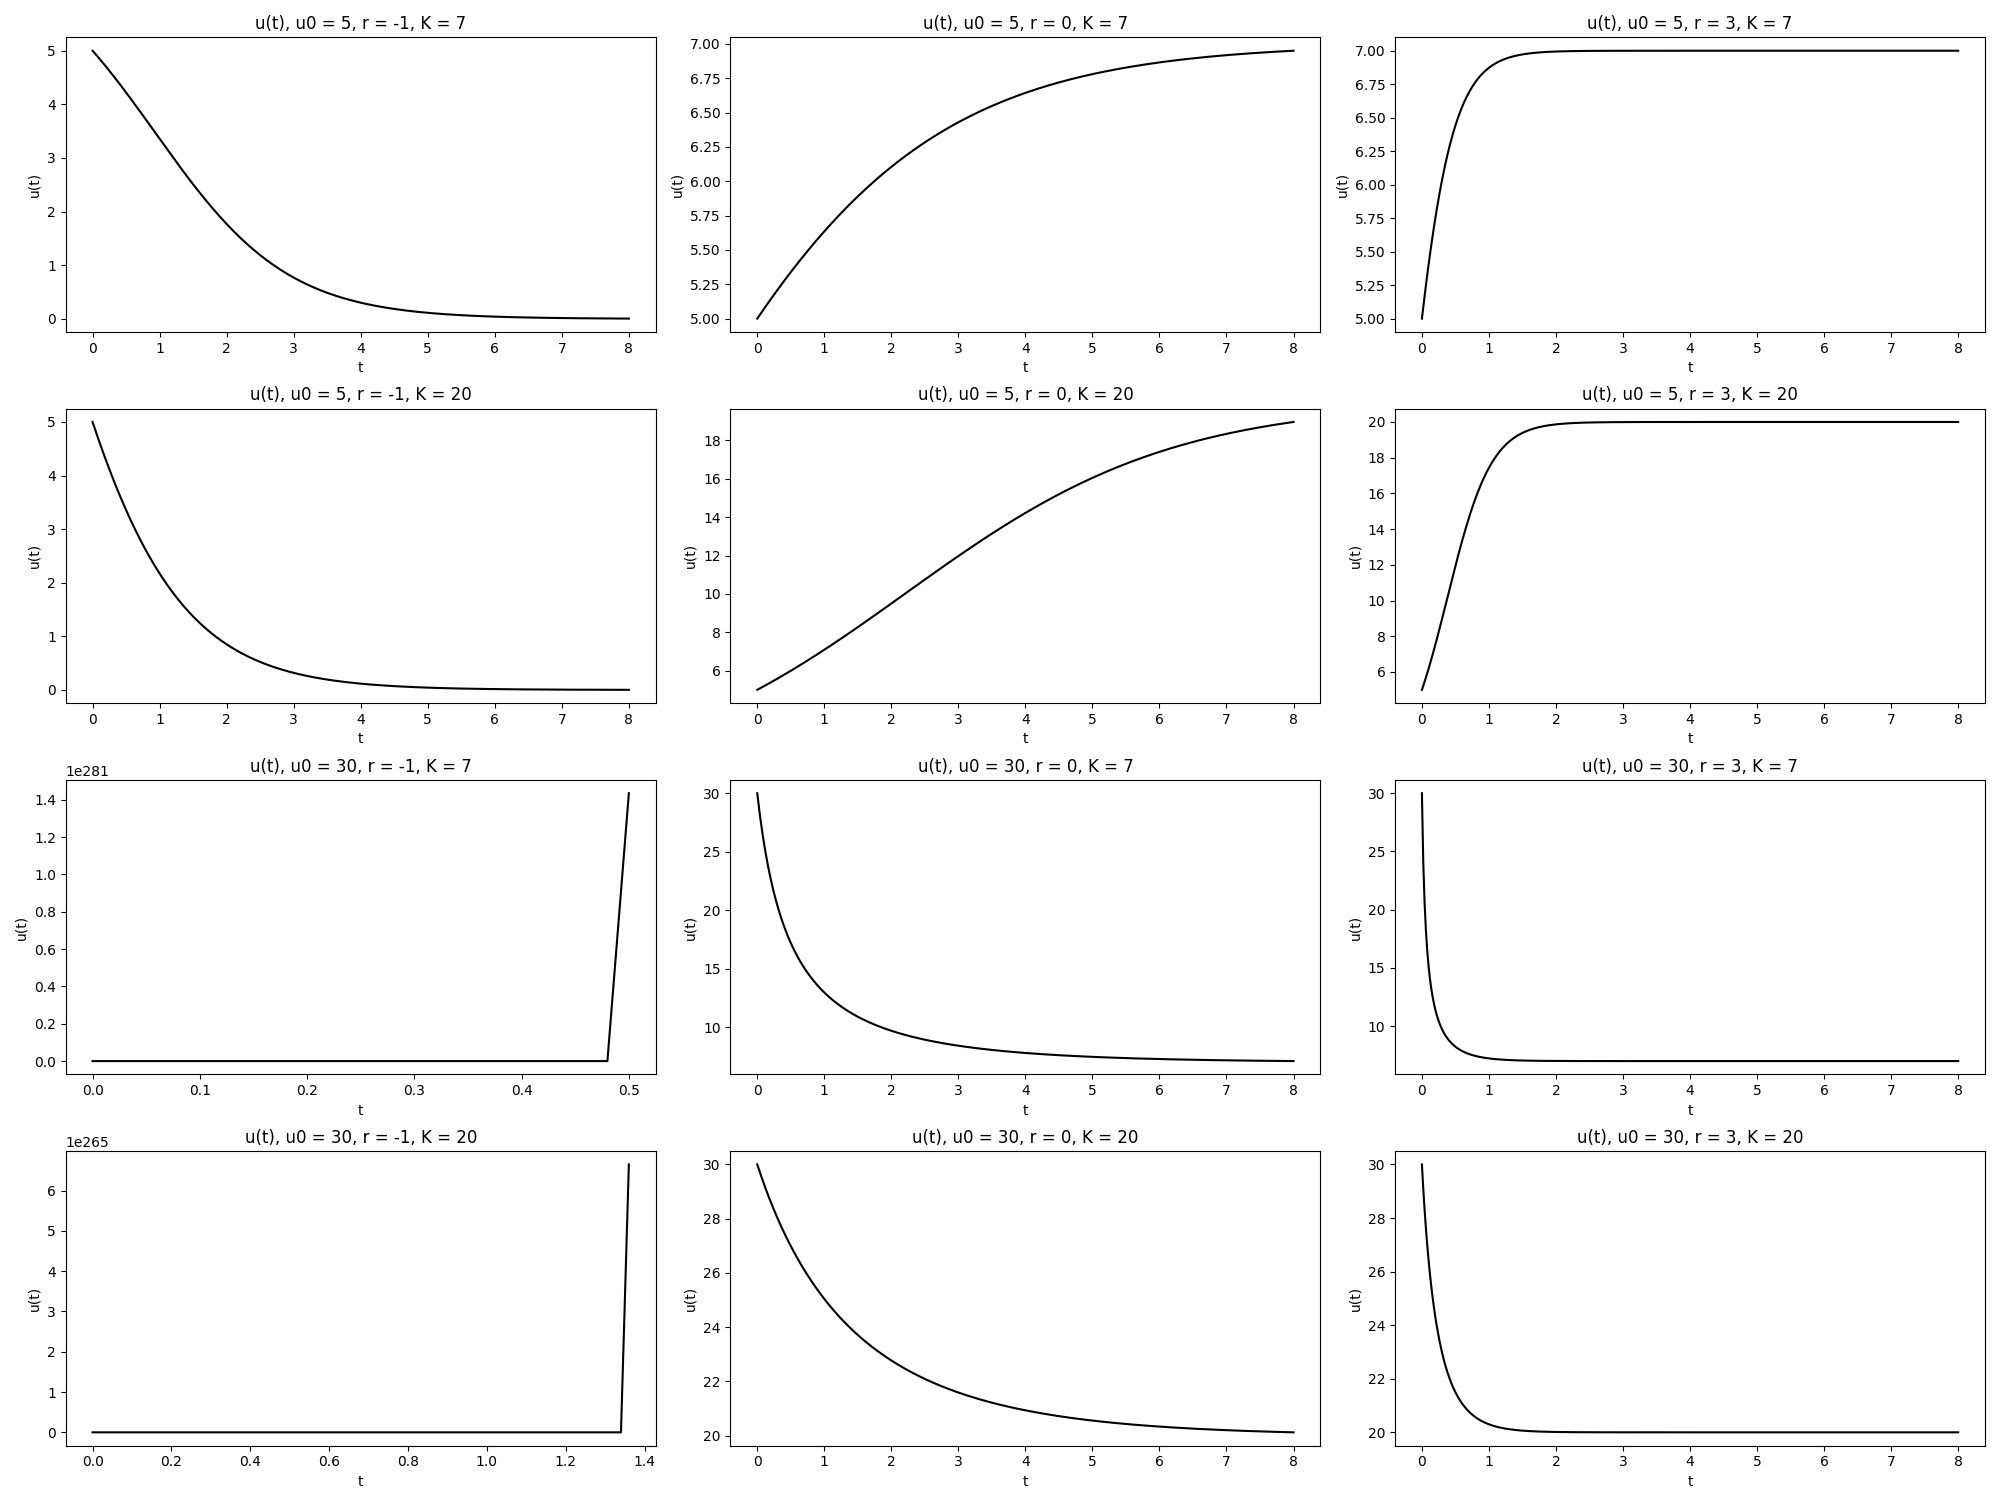 u(t), u0 = 5, r = -1, K = 7
5
4
3
2
1
0
u(t)
0 1 2 3 4 5 6 7 8
t
u(t), u0 = 5, r = 0, K = 7
7.00
6.75
6.50
6.25
6.00
5.75
5.50
5.25
5.00
u(t)
0 1 2 3 4 5 6 7 8
t
u(t), u0 = 5, r = 3, K = 7
7.00
6.75
6.50
6.25
6.00
5.75
5.50
5.25
5.00
u(t)
0 1 2 3 4 5 6 7 8
t
u(t), u0 = 5, r = -1, K = 20
5
4
3
2
1
0
u(t)
0 1 2 3 4 5 6 7 8
t
u(t), u0 = 5, r = 0, K = 20
18
16
14
12
10
8
6
u(t)
0 1 2 3 4 5 6 7 8
t
u(t), u0 = 5, r = 3, K = 20
20
18
16
14
12
10
8
6
u(t)
0 1 2 3 4 5 6 7 8
t
u(t), u0 = 30, r = -1, K = 7
1e281
1.4
1.2
1.0
0.8
0.6
0.4
0.2
0.0
u(t)
0.0 0.1 0.2 0.3 0.4 0.5
t
u(t), u0 = 30, r = 0, K = 7
30
25
20
15
10
u(t)
0 1 2 3 4 5 6 7 8
t
u(t), u0 = 30, r = 3, K = 7
30
25
20
15
10
u(t)
0 1 2 3 4 5 6 7 8
t
u(t), u0 = 30, r = -1, K = 20
1e265
6
5
4
3
2
1
0
u(t)
0.0 0.2 0.4 0.6 0.8 1.0 1.2 1.4
t
u(t), u0 = 30, r = 0, K = 20
30
28
26
24
22
20
u(t)
0 1 2 3 4 5 6 7 8
t
u(t), u0 = 30, r = 3, K = 20
30
28
26
24
22
20
u(t)
0 1 2 3 4 5 6 7 8
t